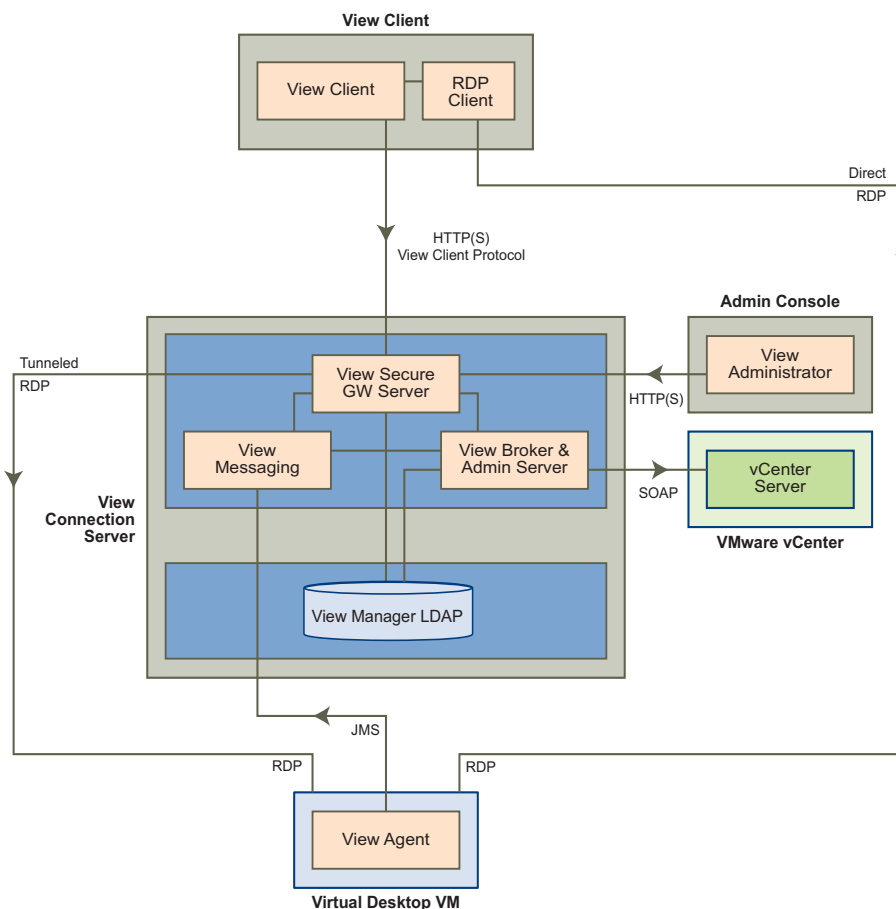 View Client
View Client
RDP
Client
Direct
RDP
HTTP(S)
View Client Protocol
Admin Console
View
Administrator
HTTP(S)
Tunneled
RDP
View Secure
GW Server
View
Messaging
View Broker &
Admin Server
SOAP
vCenter
Server
VMware vCenter
View
Connection
Server
View Manager LDAP
JMS
RDP
RDP
View Agent
Virtual Desktop VM